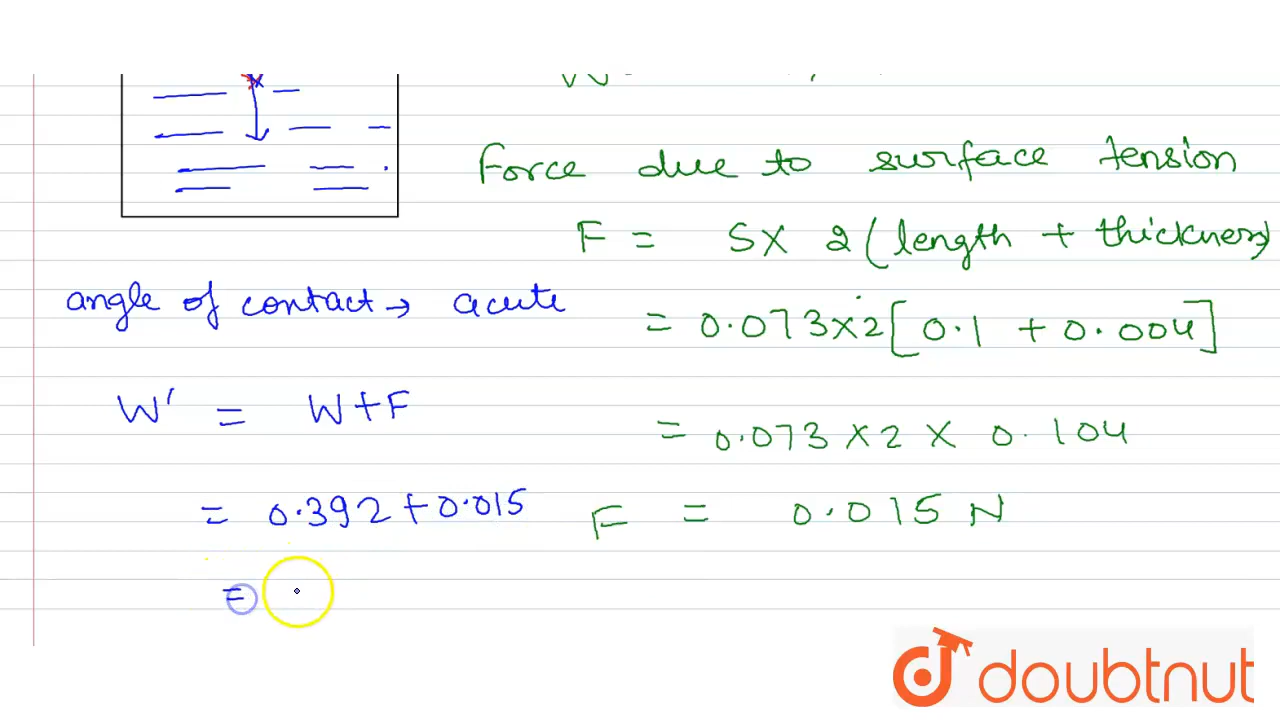 Force due to surface tension
F = S X 2 (length + thickness)
angle of contact → acute
= 0.073 X 2 [0.1 + 0.004]
W' = W + F
= 0.073 X 2 X 0.104
= 0.392 + 0.015
F = 0.015 N
=
doubtnut